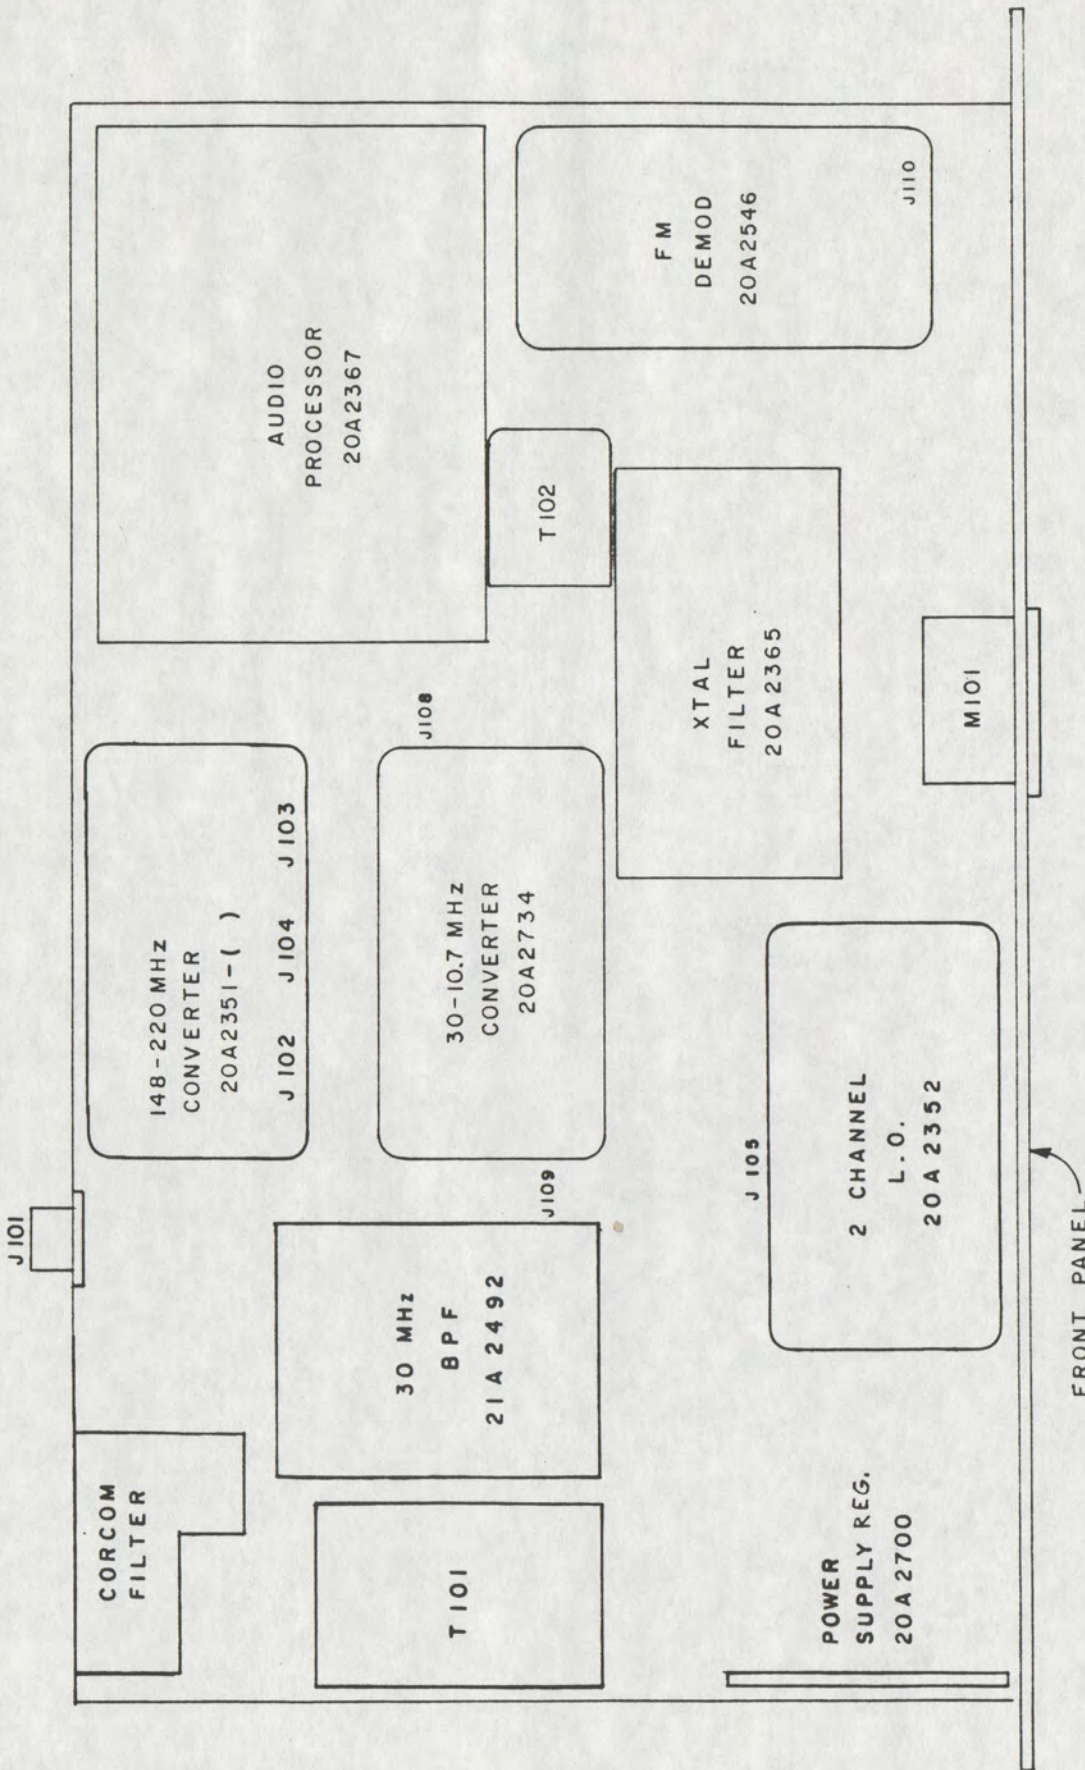 J101
CORCOM
FILTER
148-220 MHz
CONVERTER
20A2351-( )
J102 J104 J103
AUDIO
PROCESSOR
20A2367
T101
30 MHz
BPF
21A2492
J109
30-10.7 MHz
CONVERTER
20A2734
J108
T102
FM
DEMOD
20A2546
J110
XTAL
FILTER
20A2365
POWER
SUPPLY REG.
20A2700
J105
2 CHANNEL
L.O.
20A2352
M101
FRONT PANEL